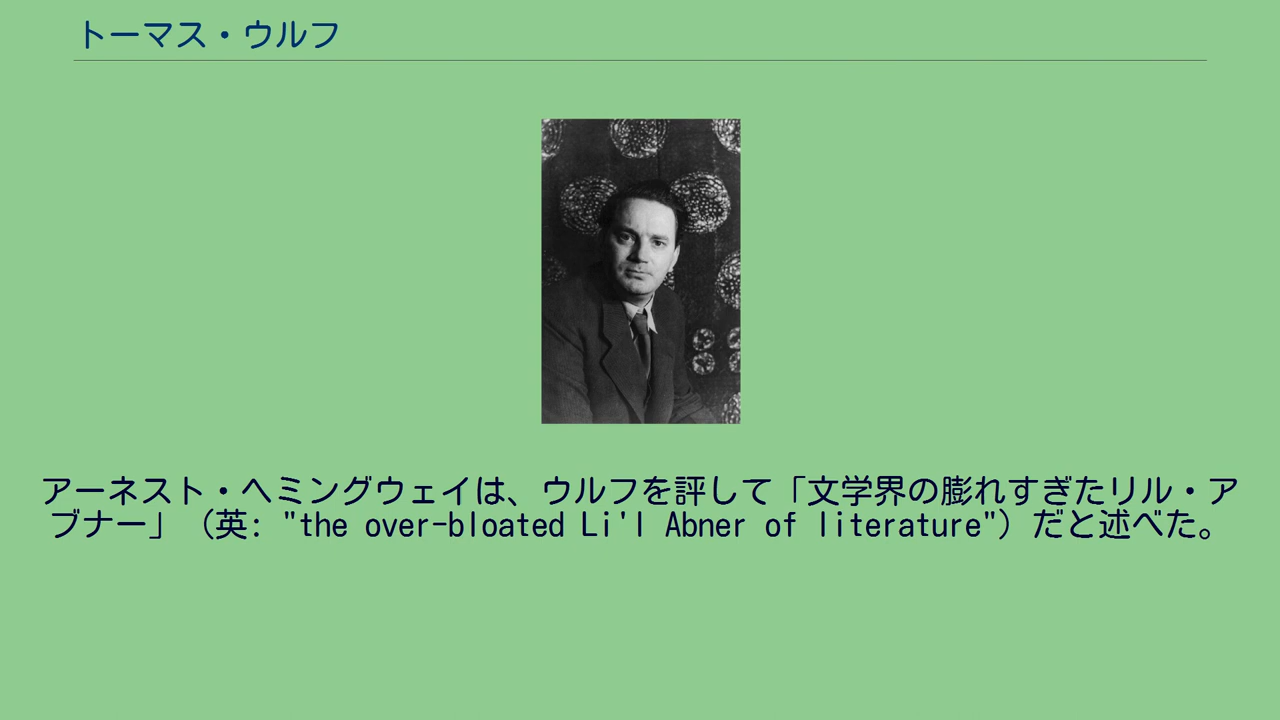 トーマス・ウルフ
アーネスト・ヘミングウェイは、ウルフを評して「文学界の膨れすぎたリル・ア
ブナー」（英: "the over-bloated Li'l Abner of literature"）だと述べた。